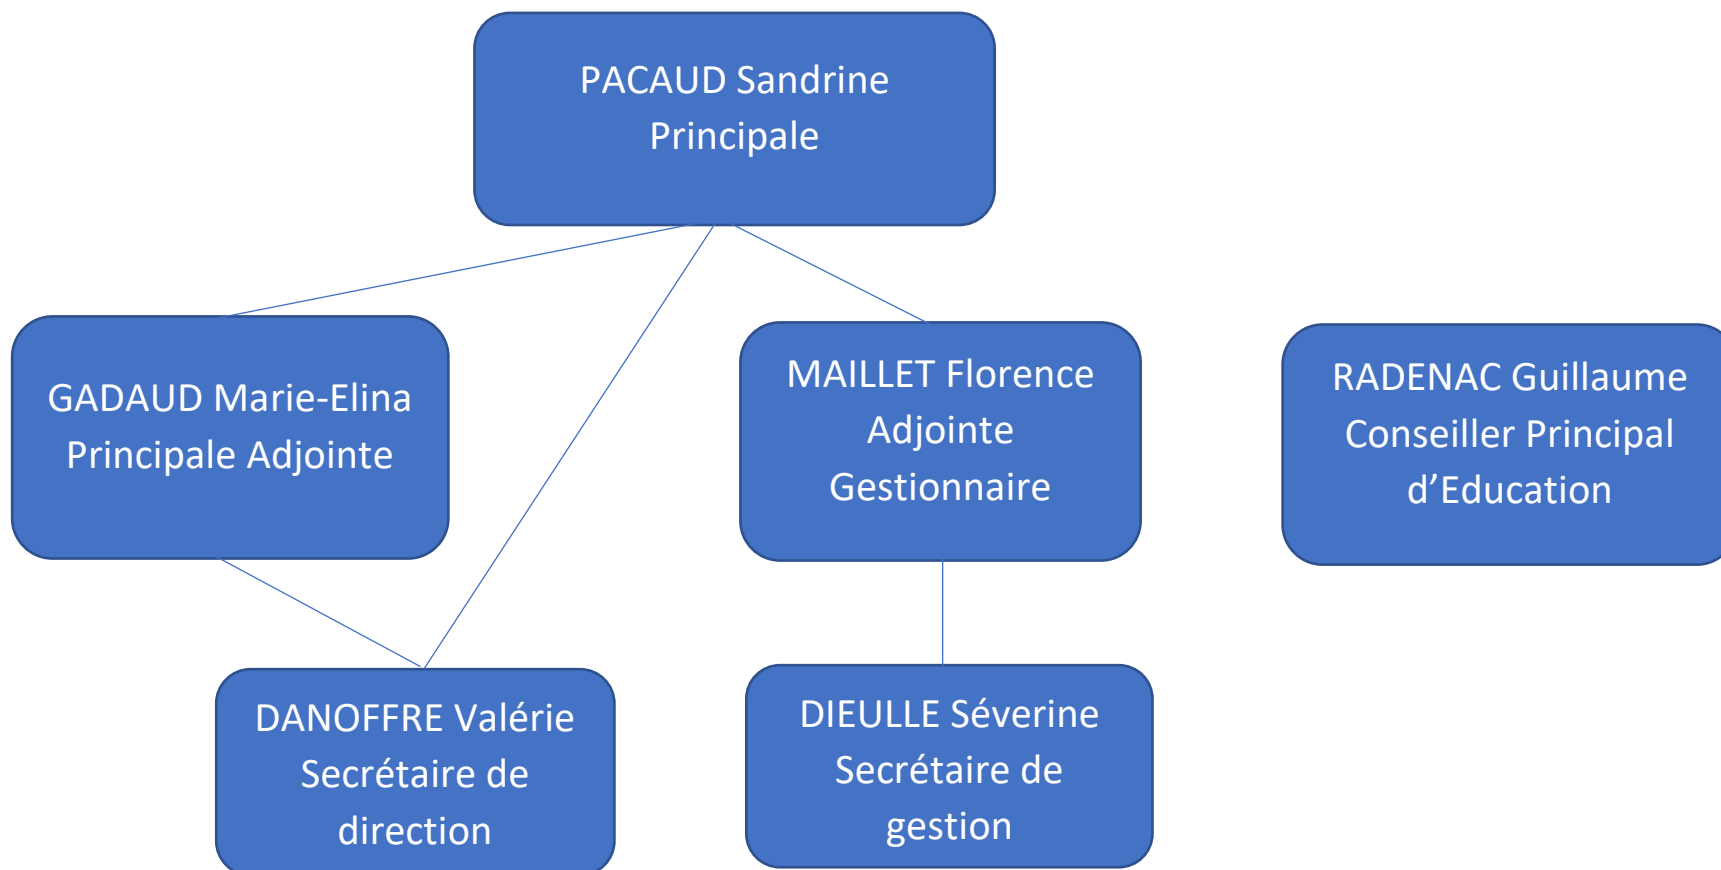 PACAUD Sandrine
Principale
GADAUD Marie-Elina
Principale Adjointe
MAILLET Florence
Adjointe
Gestionnaire
RADENAC Guillaume
Conseiller Principal
d’Education
DANOFFRE Valérie
Secrétaire de
direction
DIEULLE Séverine
Secrétaire de
gestion